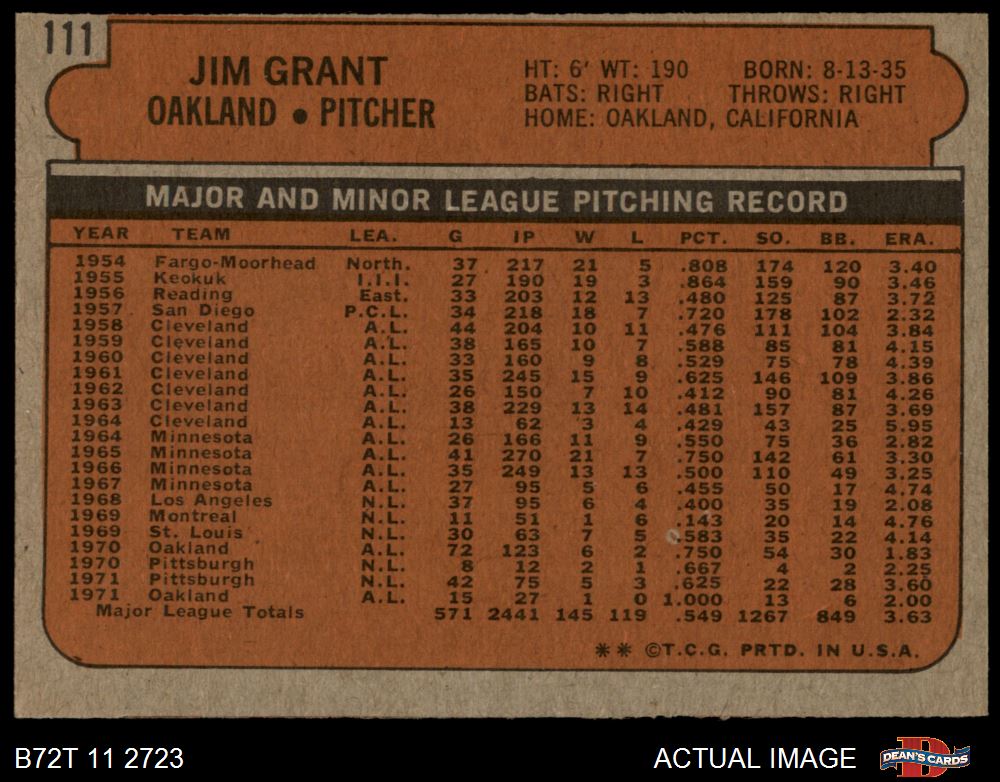 111
JIM GRANT
OAKLAND • PITCHER
HT: 6' WT: 190 BORN: 8-13-35
BATS: RIGHT THROWS: RIGHT
HOME: OAKLAND, CALIFORNIA
MAJOR AND MINOR LEAGUE PITCHING RECORD
YEAR TEAM LEA. G IP W L PCT. SO. BB. ERA.
1954 Fargo-Moorhead North. 37 217 21 5 .808 174 120 3.40
1955 Keokuk I.I.I. 27 190 19 3 .864 159 90 3.46
1956 Reading East. 33 203 12 13 .480 125 87 3.72
1957 San Diego P.C.L. 34 218 18 7 .720 178 102 2.32
1958 Cleveland A.L. 44 204 10 11 .476 111 104 3.84
1959 Cleveland A.L. 38 165 10 7 .588 85 81 4.15
1960 Cleveland A.L. 33 160 9 8 .529 75 78 4.39
1961 Cleveland A.L. 35 245 15 9 .625 146 109 3.86
1962 Cleveland A.L. 26 150 7 10 .412 90 81 4.26
1963 Cleveland A.L. 38 229 13 14 .481 157 87 3.69
1964 Cleveland A.L. 13 62 3 4 .429 43 25 5.95
1964 Minnesota A.L. 26 166 11 9 .550 75 36 2.82
1965 Minnesota A.L. 41 270 21 7 .750 142 61 3.30
1966 Minnesota A.L. 35 249 13 13 .500 110 49 3.25
1967 Minnesota A.L. 27 95 5 6 .455 50 17 4.74
1968 Los Angeles N.L. 37 95 6 4 .400 35 19 2.08
1969 Montreal N.L. 11 51 1 6 .143 20 14 4.76
1969 St. Louis N.L. 30 63 7 5 .583 35 22 4.14
1970 Oakland A.L. 72 123 6 2 .750 54 30 1.83
1970 Pittsburgh N.L. 8 12 2 1 .667 4 2 2.25
1971 Pittsburgh N.L. 42 75 5 3 .625 22 28 3.60
1971 Oakland A.L. 15 27 1 0 1.000 13 6 2.00
Major League Totals 571 2441 145 119 .549 1267 849 3.63
** ©T.C.G. PRTD. IN U.S.A.
B72T 11 2723 ACTUAL IMAGE DEAN'S CARDS